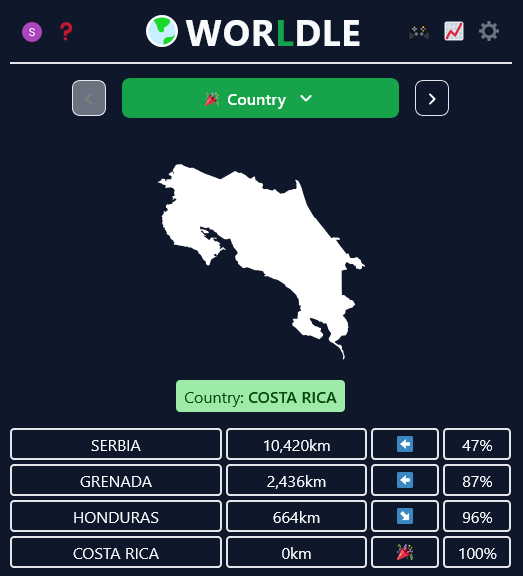 S ❓ WORLDLE
Country
Country: COSTA RICA
SERBIA 10,420km ⬅️ 47%
GRENADA 2,436km ⬅️ 87%
HONDURAS 664km ↘️ 96%
COSTA RICA 0km 🎉 100%